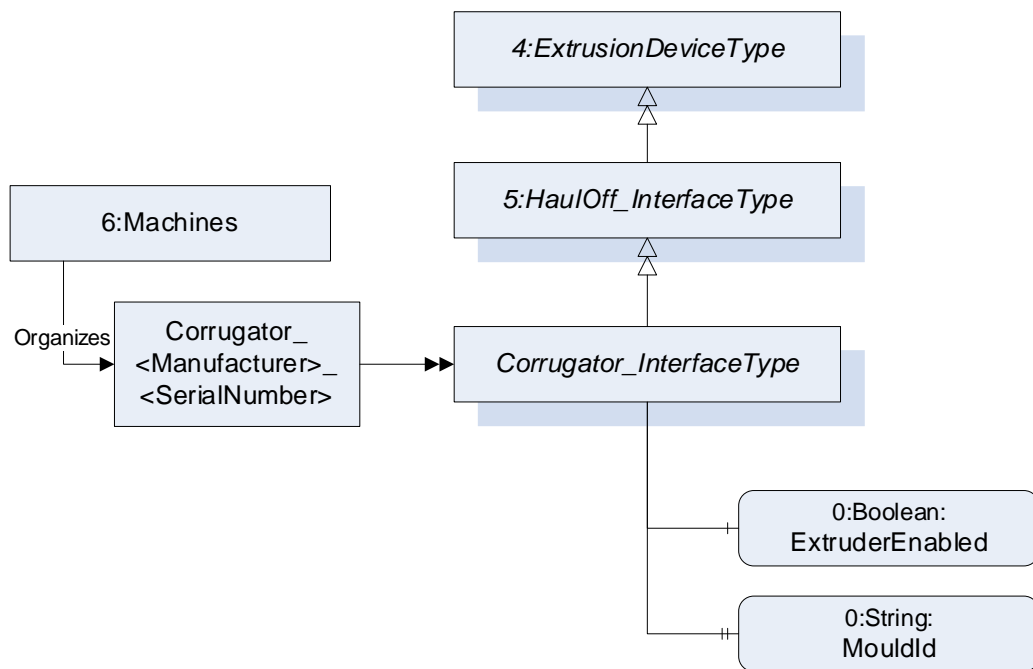 4:ExtrusionDeviceType
5:HaulOff_InterfaceType
6:Machines
Organizes
Corrugator_
<Manufacturer>_
<SerialNumber>
Corrugator_InterfaceType
0:Boolean:
ExtruderEnabled
0:String:
MouldId